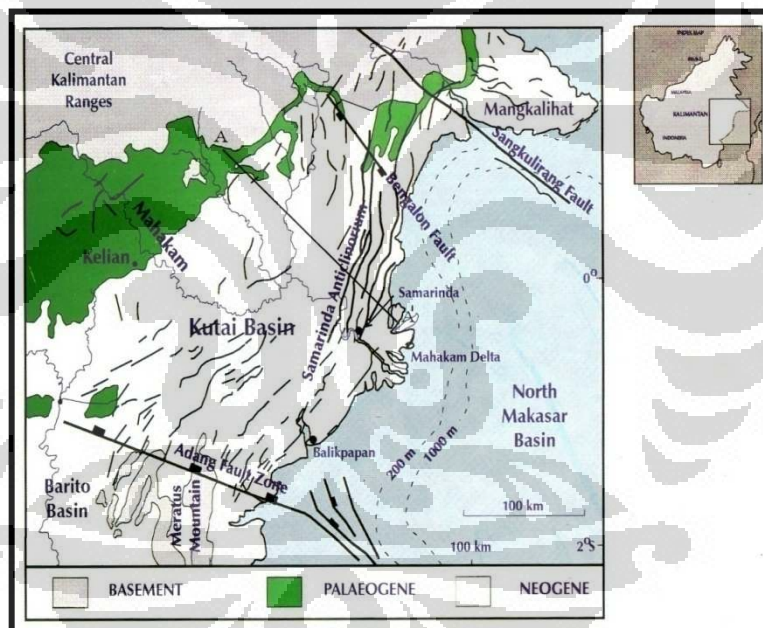 Central
Kalimantan
Ranges
A
Mangkalihat
Sangkulirang Fault
Bengalon Fault
Mahakam
Kelian
Samarinda Anticliporium
0°
Samarinda
Kutai Basin
Mahakam Delta
North
Makasar
Basin
Balikpapan
200 m
1000 m
Adang Fault Zone
Barito
Basin
Meratus
Mountain
100 km
100 km
2°S
BASEMENT
PALAEOGENE
NEOGENE
KALIMANTAN
INDONESIA